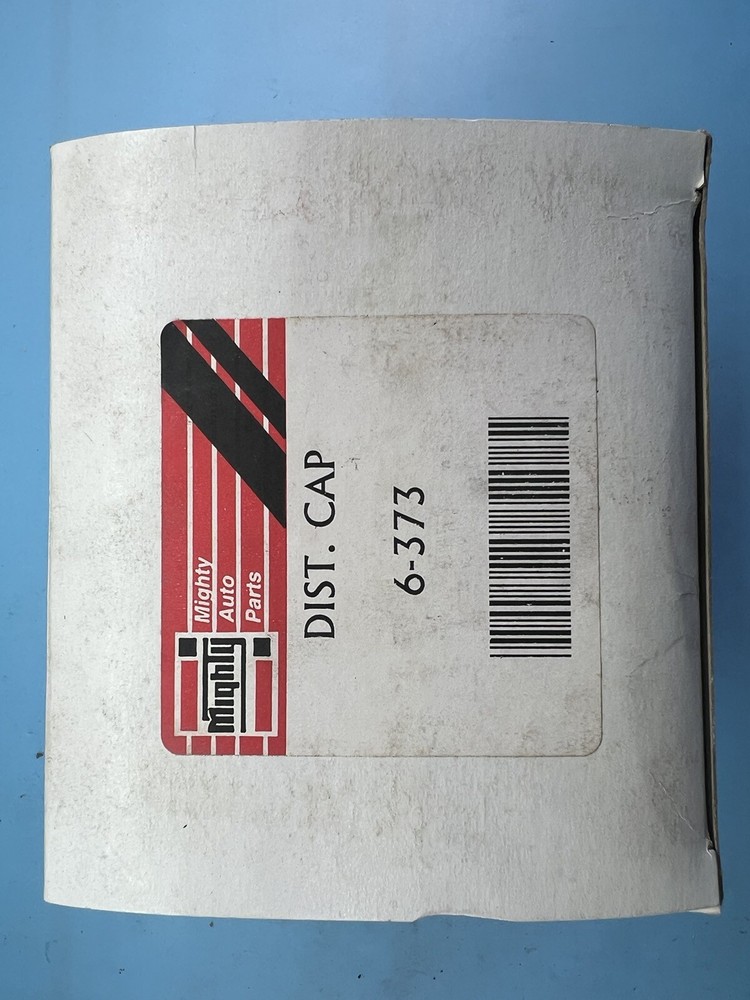 Mighty
Mighty
Auto
Parts
DIST. CAP
6-373